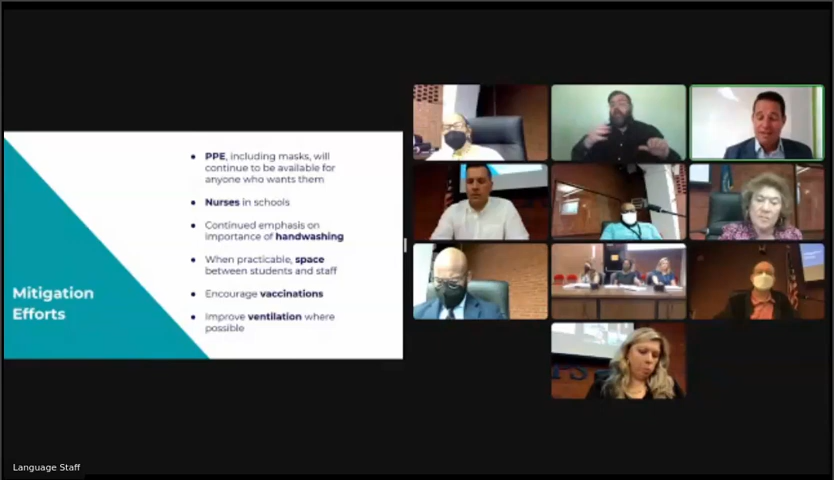 PPE, including masks, will
continue to be available for
anyone who wants them
Nurses in schools
Continued emphasis on
importance of handwashing
When practicable, space
between students and staff
Encourage vaccinations
Improve ventilation where
possible
Mitigation
Efforts
Language Staff